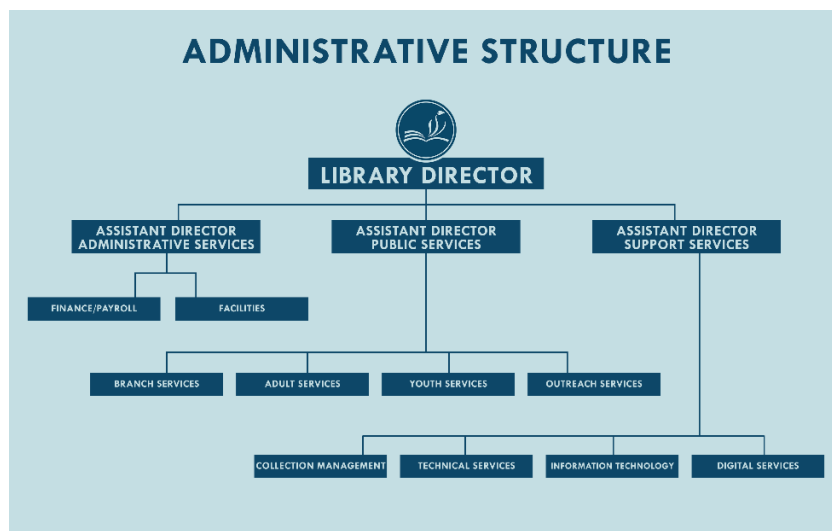 ADMINISTRATIVE STRUCTURE
LIBRARY DIRECTOR
ASSISTANT DIRECTOR
ADMINISTRATIVE SERVICES
ASSISTANT DIRECTOR
PUBLIC SERVICES
ASSISTANT DIRECTOR
SUPPORT SERVICES
FINANCE/PAYROLL
FACILITIES
BRANCH SERVICES
ADULT SERVICES
YOUTH SERVICES
OUTREACH SERVICES
COLLECTION MANAGEMENT
TECHNICAL SERVICES
INFORMATION TECHNOLOGY
DIGITAL SERVICES